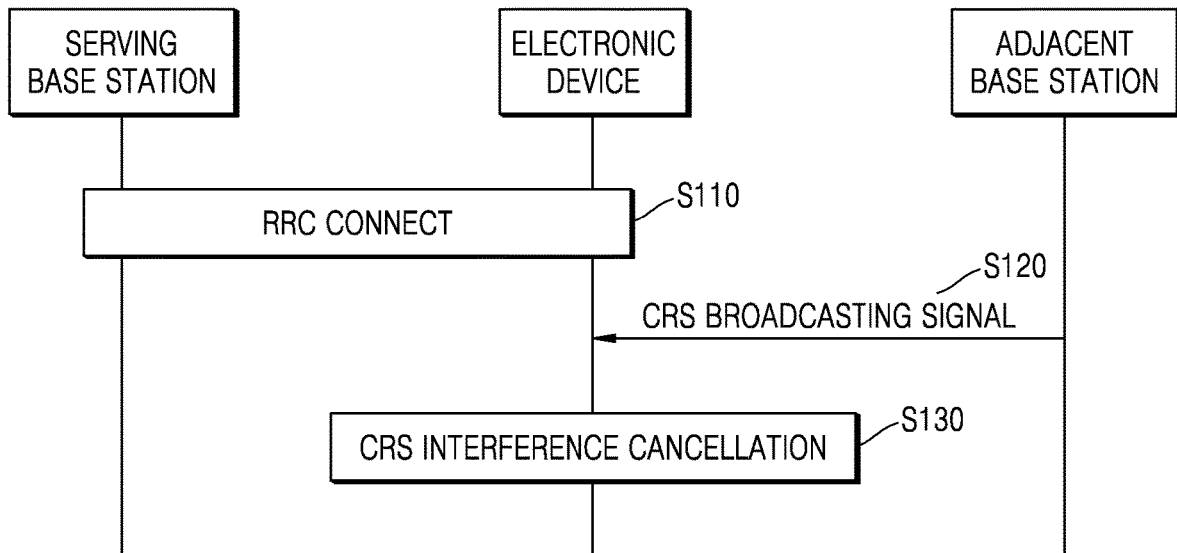 SERVING
BASE STATION
ELECTRONIC
DEVICE
ADJACENT
BASE STATION
RRC CONNECT
S110
S120
CRS BROADCASTING SIGNAL
CRS INTERFERENCE CANCELLATION
S130